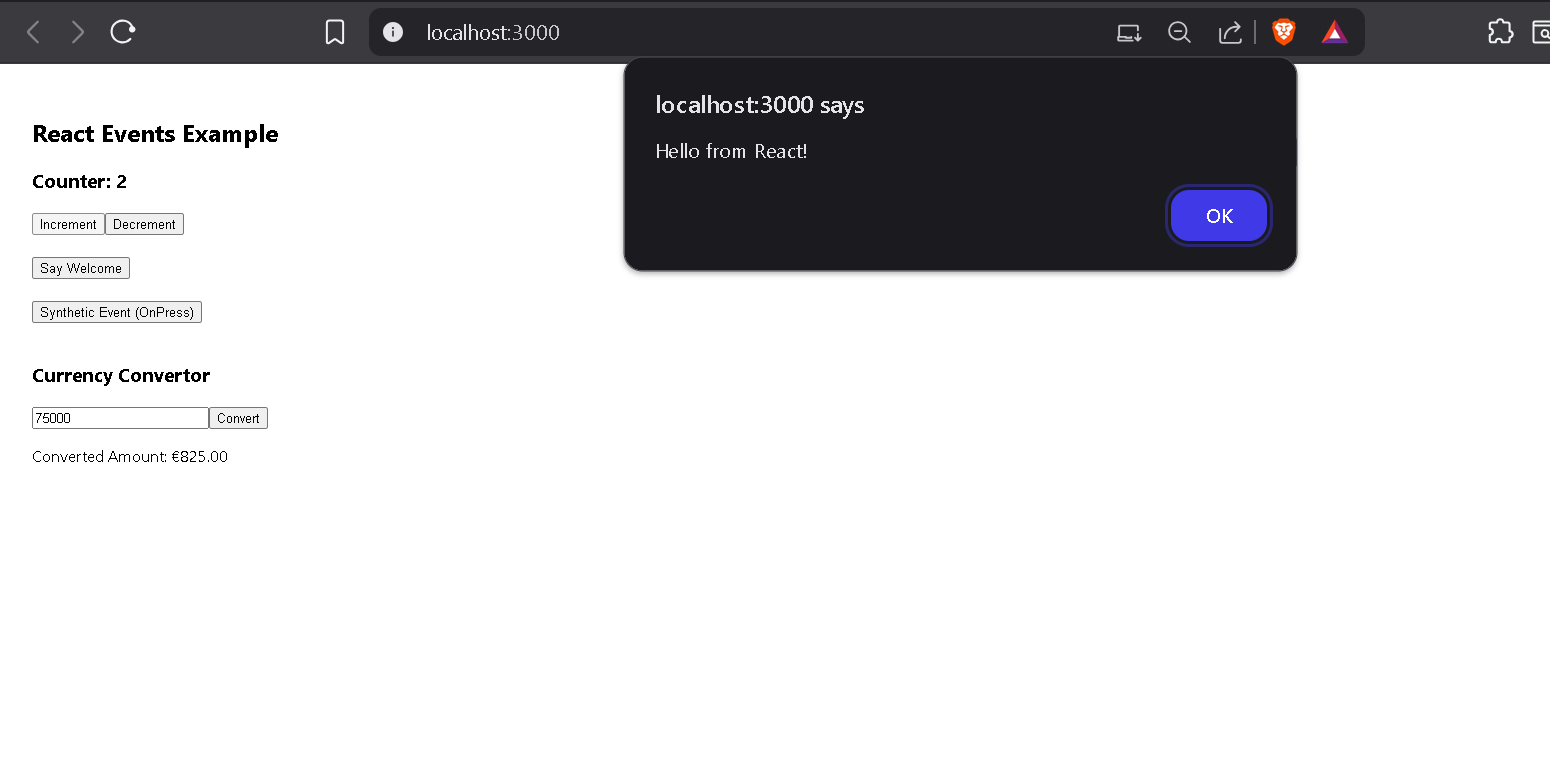 localhost:3000
localhost:3000 says
Hello from React!
OK
React Events Example
Counter: 2
Increment Decrement
Say Welcome
Synthetic Event (OnPress)
Currency Convertor
75000 Convert
Converted Amount: €825.00